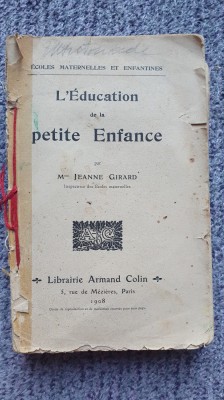 ÉCOLES MATERNELLES ET ENFANTINES
L'Éducation
de la
petite Enfance
par
Mme JEANNE GIRARD
Inspectrice des Écoles maternelles
Librairie Armand Colin
5, rue de Mézières, Paris
1908